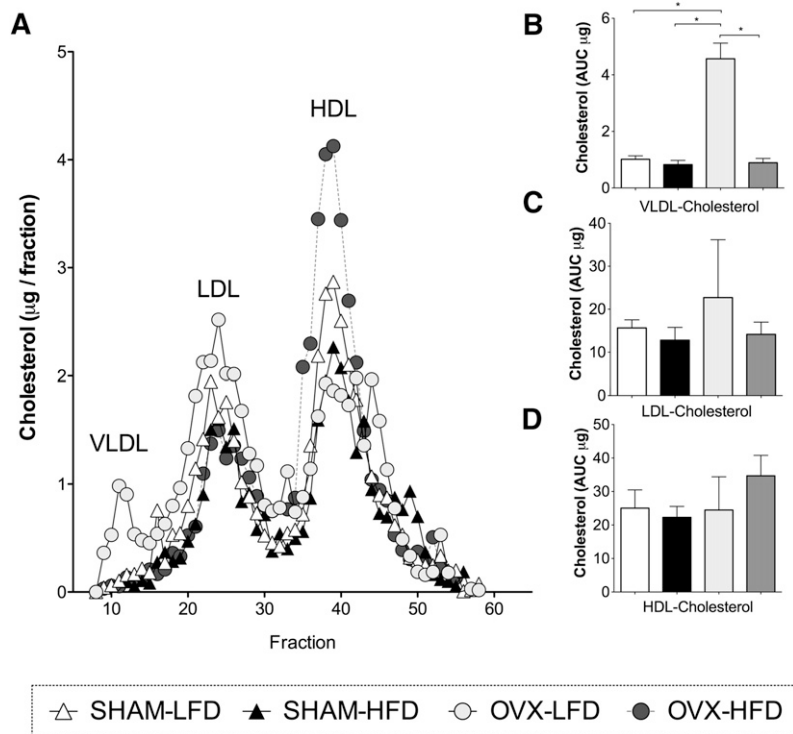 A
Cholesterol (µg / fraction)
5
4
3
2
1
0
VLDL
LDL
HDL
10
20
30
40
50
60
Fraction
B
Cholesterol (AUC µg)
6
4
2
0
*
*
*
VLDL-Cholesterol
C
Cholesterol (AUC µg)
40
30
20
10
0
LDL-Cholesterol
D
Cholesterol (AUC µg)
50
40
30
20
10
0
HDL-Cholesterol
SHAM-LFD SHAM-HFD OVX-LFD OVX-HFD